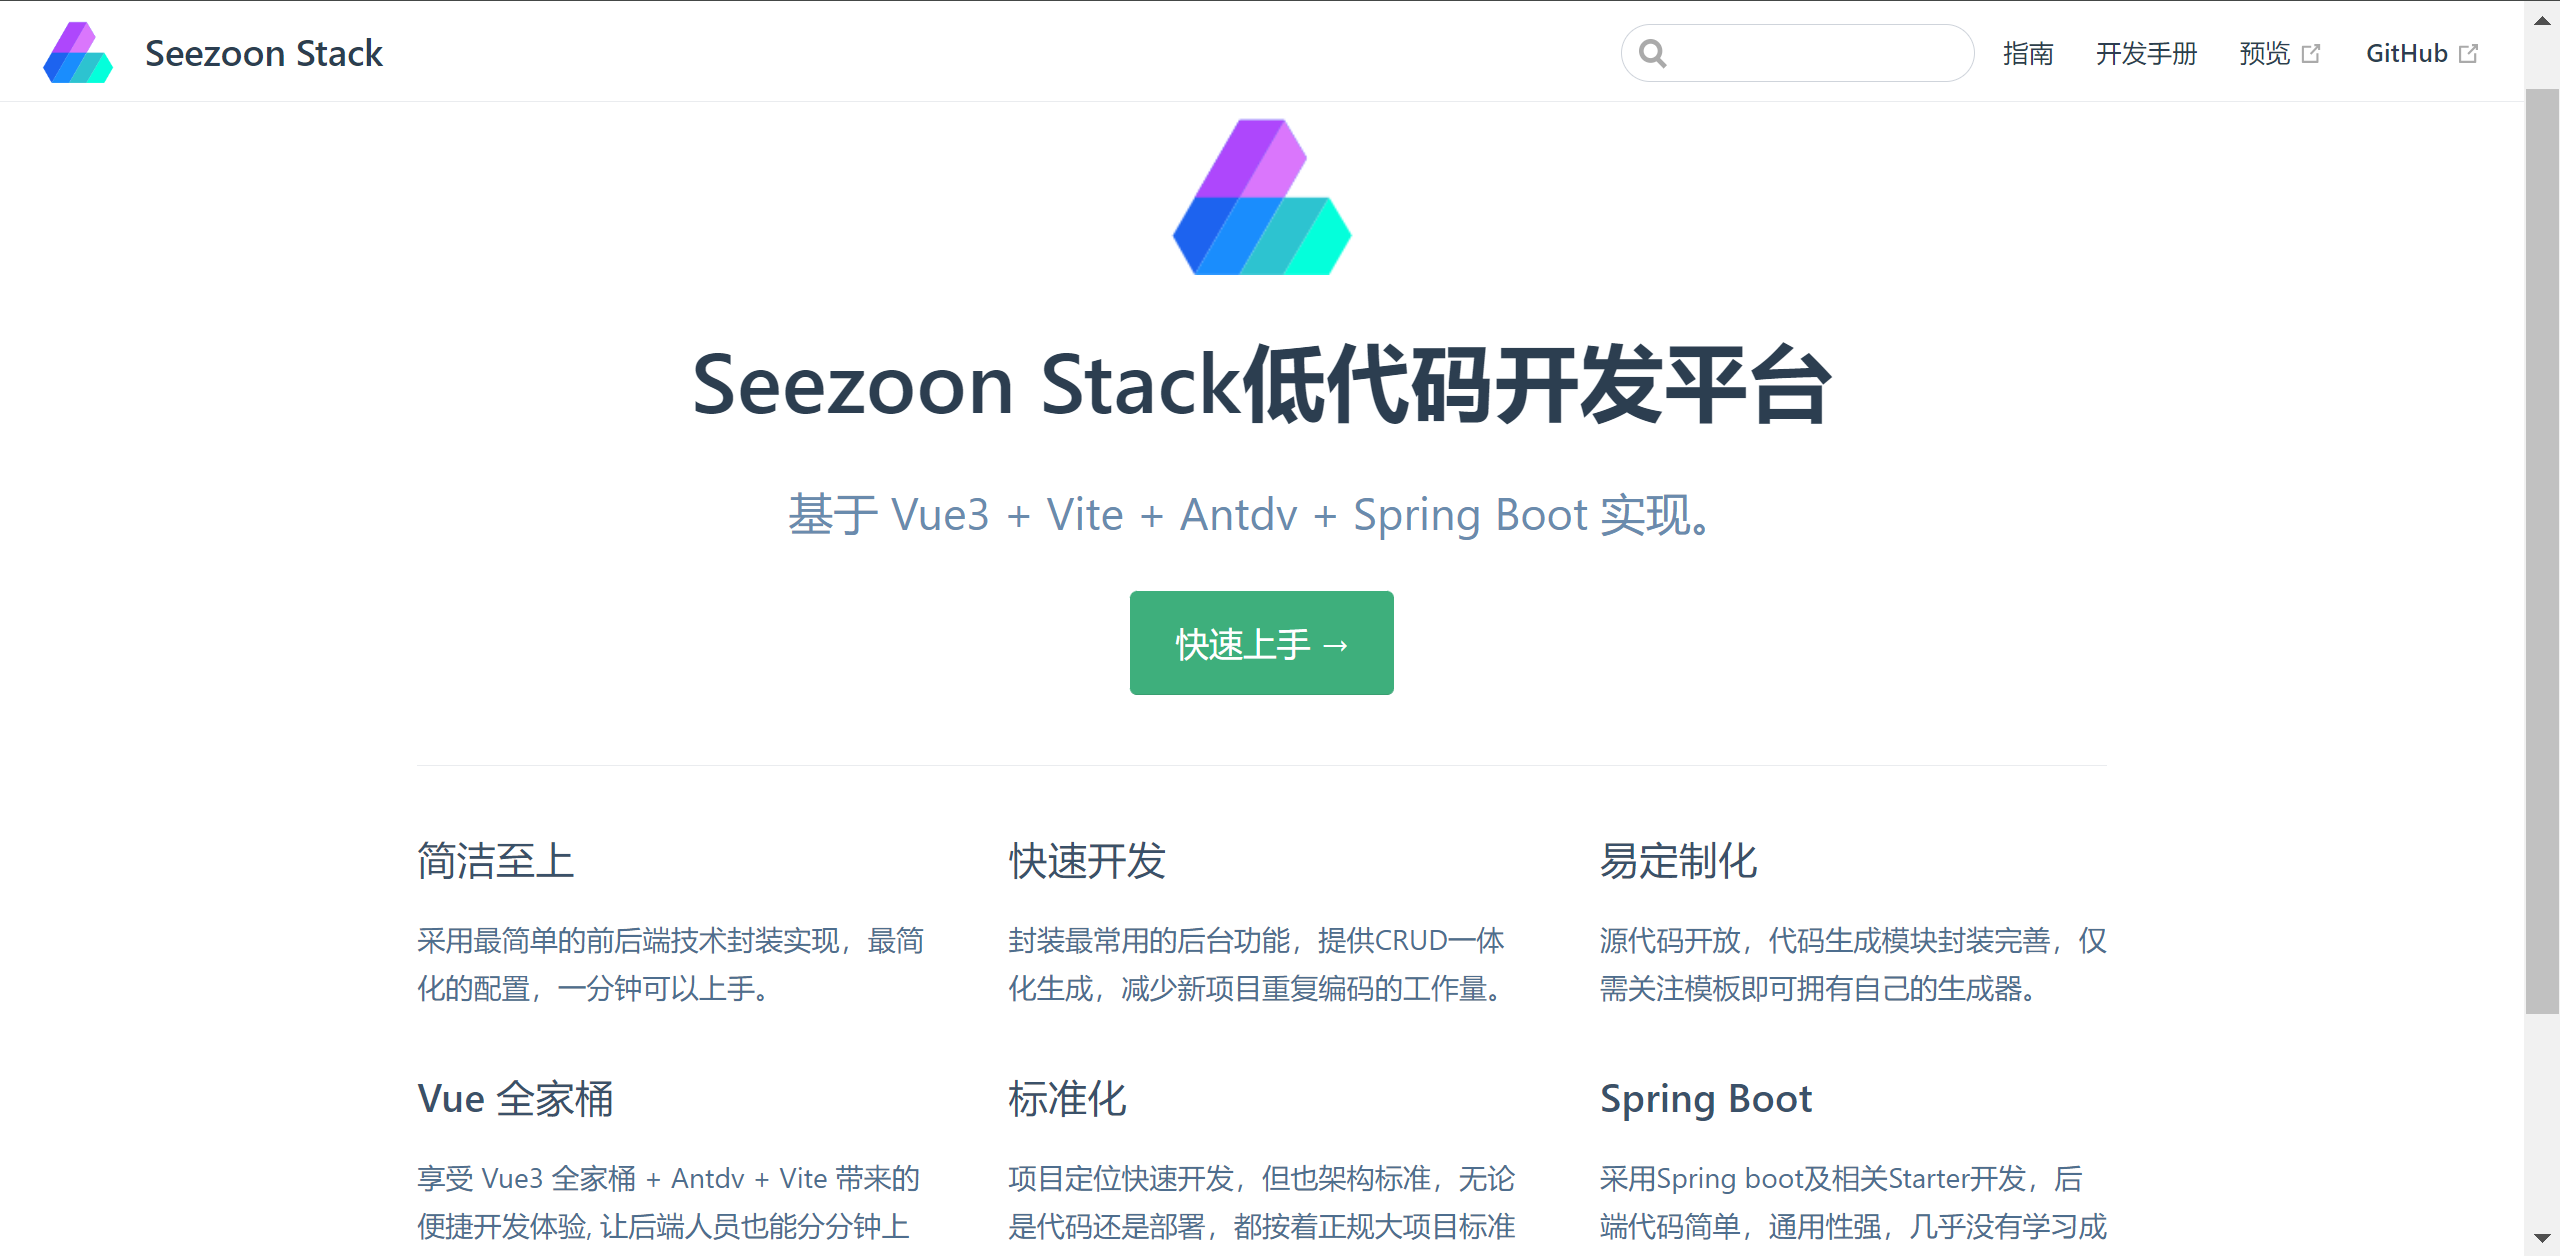 Seezoon Stack
指南
开发手册
预览
GitHub
Seezoon Stack低代码开发平台
基于 Vue3 + Vite + Antdv + Spring Boot 实现。
快速上手 →
简洁至上
采用最简单的前后端技术封装实现，最简
化的配置，一分钟可以上手。
快速开发
封装最常用的后台功能，提供CRUD一体
化生成，减少新项目重复编码的工作量。
易定制化
源代码开放，代码生成模块封装完善，仅
需关注模板即可拥有自己的生成器。
Vue 全家桶
享受 Vue3 全家桶 + Antdv + Vite 带来的
便捷开发体验, 让后端人员也能分分钟上
标准化
项目定位快速开发，但也架构标准，无论
是代码还是部署，都按着正规大项目标准
Spring Boot
采用Spring boot及相关Starter开发，后
端代码简单，通用性强，几乎没有学习成